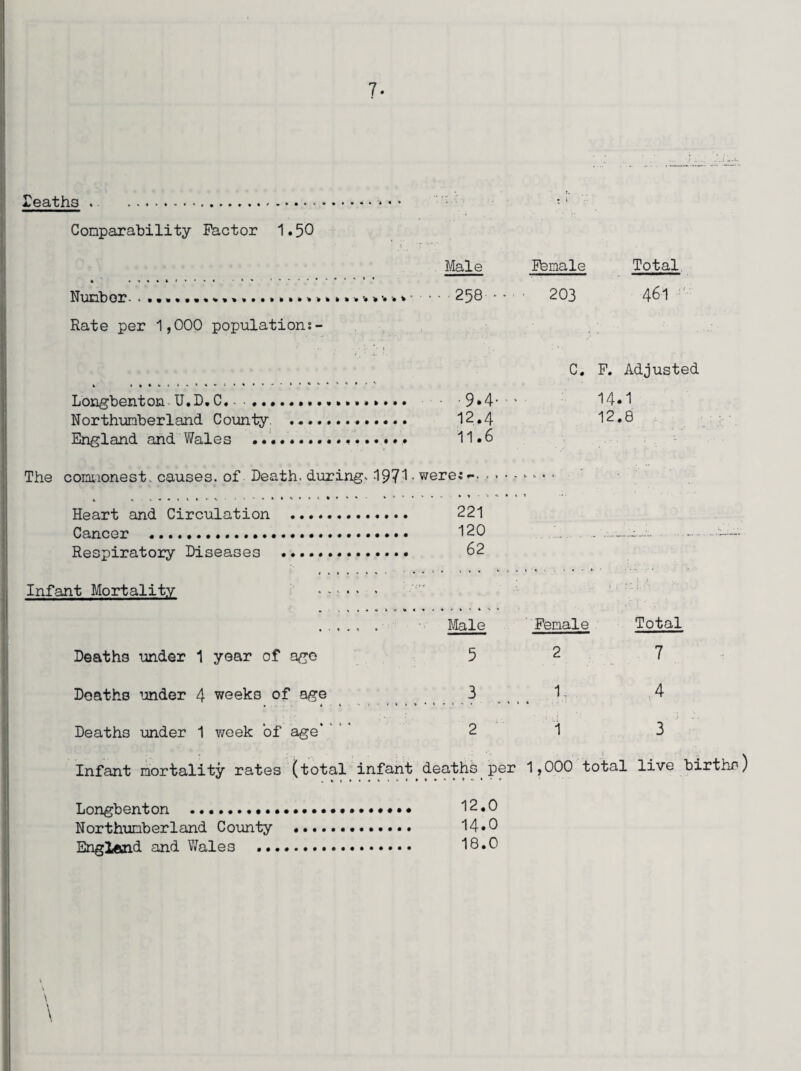 7.
Deaths . ..............................
Comparability Factor 1.50
Male Female Total
Number.................................... 258 .... 203 461
Rate per 1,000 population:-
C. F. Adjusted
Longbenton U.D.C. .................. 9.4 14.1
Northumberland County. ............. 12.4 12.8
England and Wales ................. 11.6
The commonest causes of Death during 1971 were:-
Heart and Circulation ............. 221
Cancer ............................ 120
Respiratory Diseases .............. 62
Infant Mortality
Male Female Total
Deaths under 1 year of age 5 2 7
Deaths under 4 weeks of age 3 1 4
Deaths under 1 week of age 2 1 3
Infant mortality rates (total infant deaths per 1,000 total live births)
Longbenton ........................ 12.0
Northumberland County ............. 14.0
England and Wales ................. 18.0